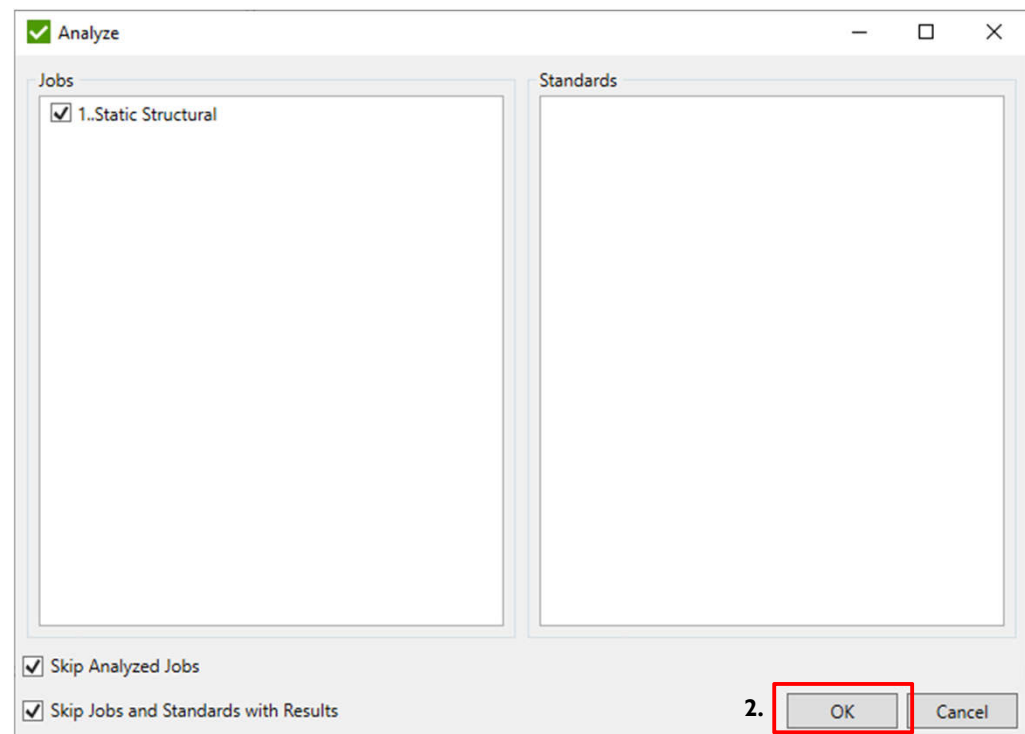 Analyze
Jobs
Standards
1..Static Structural
Skip Analyzed Jobs
Skip Jobs and Standards with Results
2.
OK
Cancel